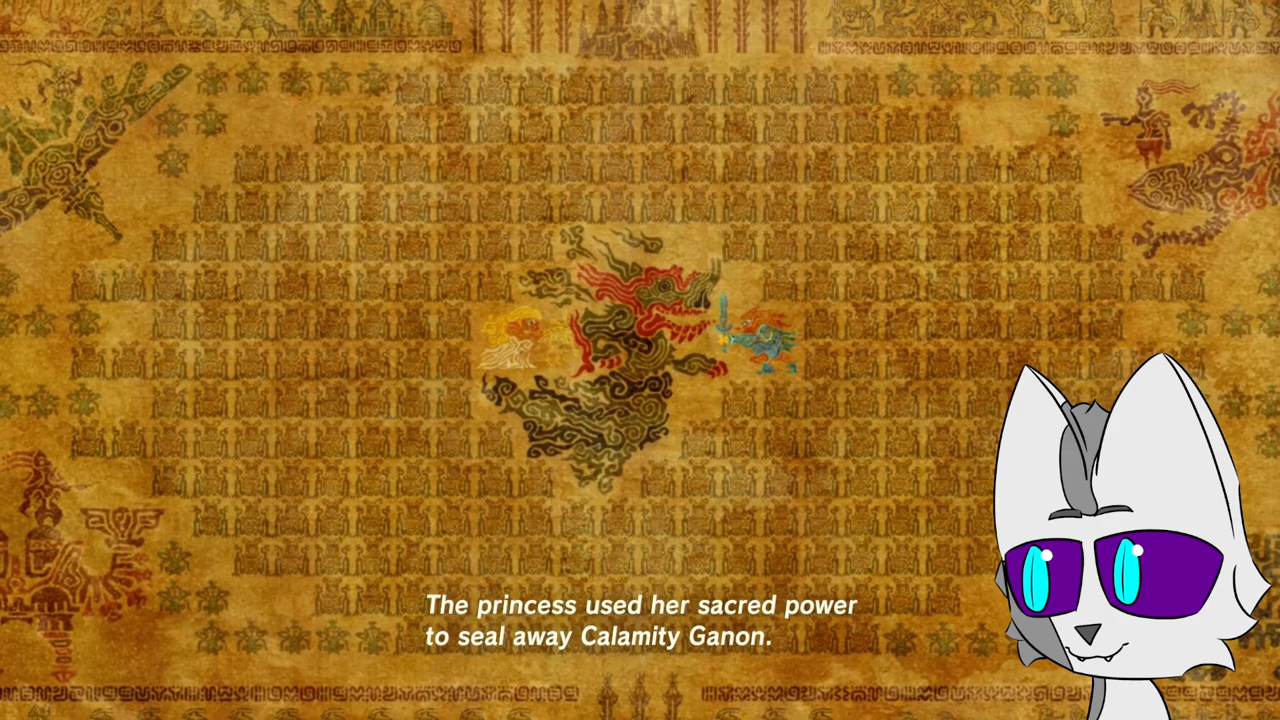 The princess used her sacred power
to seal away Calamity Ganon.